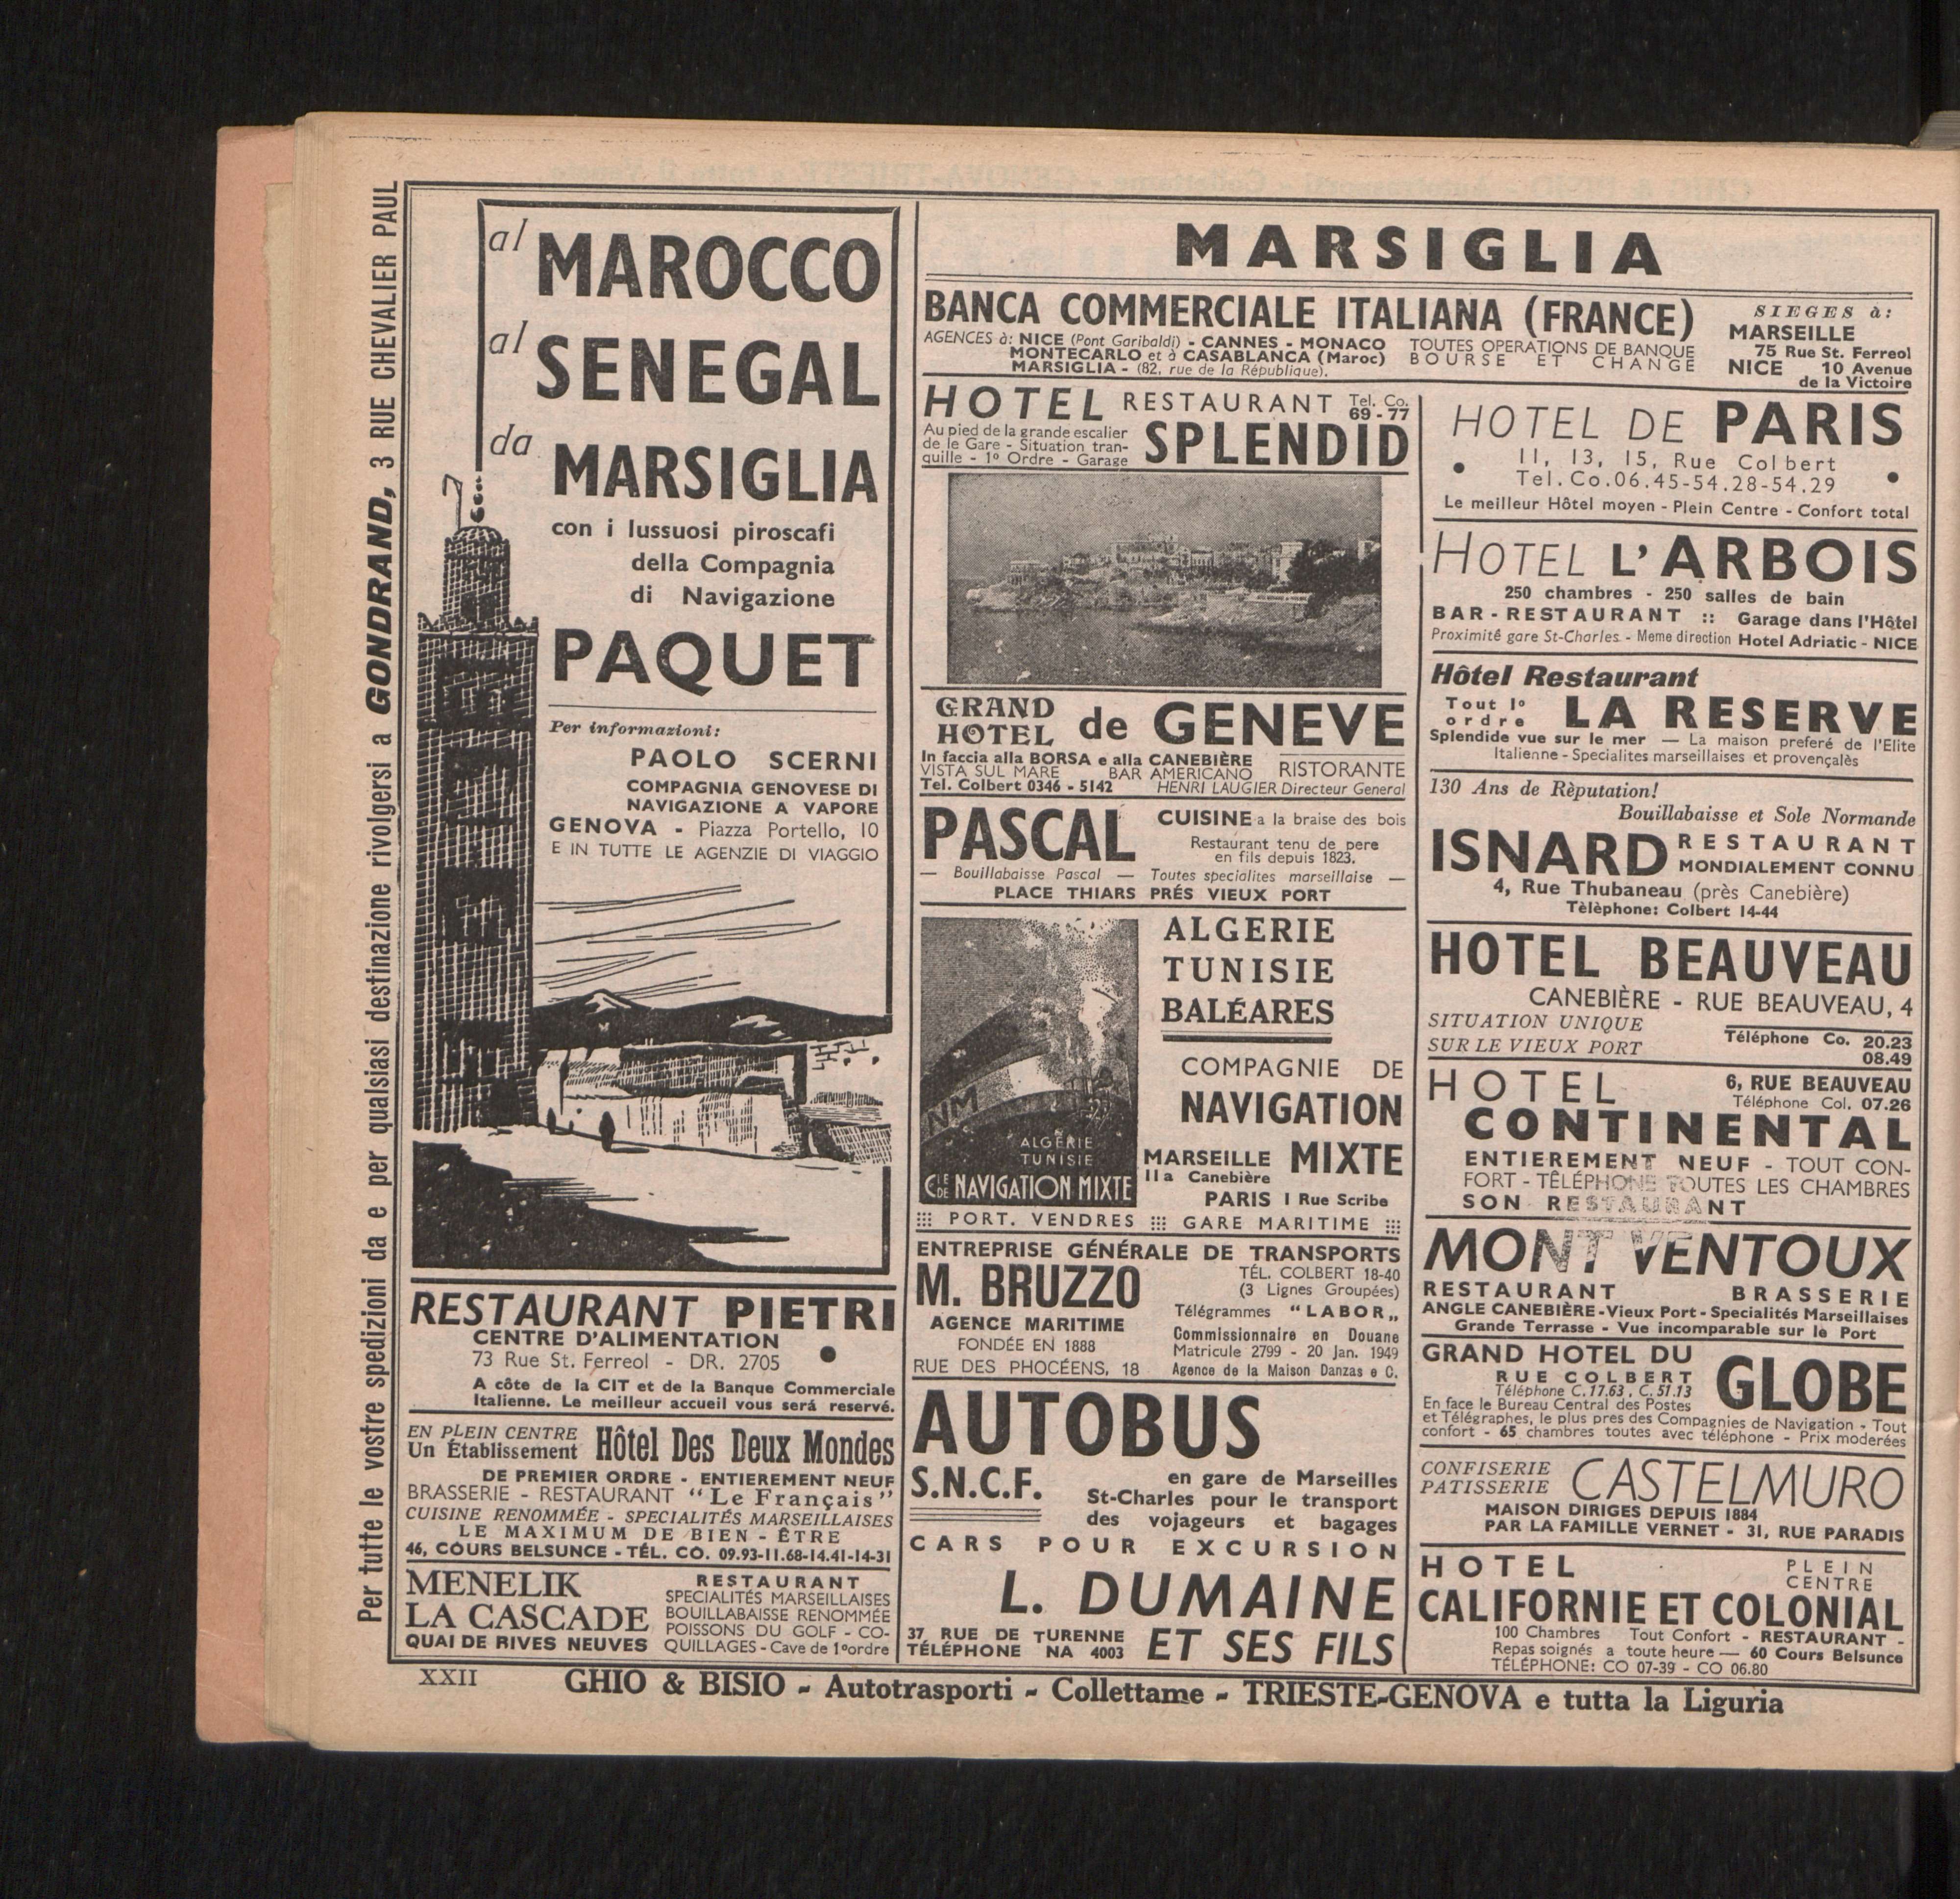 Per tutte le vostre spedizioni da e per qualsiasi destinazione rivolgersi a GONDRAND, 3 RUE CHEVALIER PAUL
al MAROCCO
al SENEGAL
da MARSIGLIA
con i lussuosi piroscafi
della Compagnia
di Navigazione
PAQUET
Per informazioni:
PAOLO SCERNI
COMPAGNIA GENOVESE DI
NAVIGAZIONE A VAPORE
GENOVA - Piazza Portello, 10
E IN TUTTE LE AGENZIE DI VIAGGIO
RESTAURANT PIETRI
CENTRE D'ALIMENTATION
73 Rue St. Ferreol - DR. 2705
A côte de la CIT et de la Banque Commerciale
Italienne. Le meilleur accueil vous será reservé.
EN PLEIN CENTRE
Un Établissement Hôtel Des Deux Mondes
DE PREMIER ORDRE - ENTIEREMENT NEUF
BRASSERIE - RESTAURANT "Le Français"
CUISINE RENOMMÉE - SPECIALITÉS MARSEILLAISES
LE MAXIMUM DE BIEN - ÊTRE
46, COURS BELSUNCE - TÉL. CO. 09.93-11.68-14.41-14-31
MENELIK
LA CASCADE
QUAI DE RIVES NEUVES
RESTAURANT
SPECIALITÉS MARSEILLAISES
BOUILLABAISSE RENOMMÉE
POISSONS DU GOLF - CO-
QUILLAGES - Cave de 1º ordre
MARSIGLIA
BANCA COMMERCIALE ITALIANA (FRANCE)
AGENCES à: NICE (Pont Garibaldi) - CANNES - MONACO
MONTECARLO et à CASABLANCA (Maroc)
MARSIGLIA - (82, rue de la République).
TOUTES OPERATIONS DE BANQUE
BOURSE ET CHANGE
SIEGES à:
MARSEILLE
75 Rue St. Ferreol
NICE 10 Avenue
de la Victoire
HOTEL RESTAURANT Tel. Co.
69 - 77
Au pied de la grande escalier
de le Gare - Situation tran-
quille - 1º Ordre - Garage
SPLENDID
GRAND
HOTEL de GENEVE
In faccia alla BORSA e alla CANEBIÈRE
VISTA SUL MARE BAR AMERICANO RISTORANTE
Tel. Colbert 0346 - 5142 HENRI LAUGIER Directeur General
PASCAL
CUISINE a la braise des bois
Restaurant tenu de pere
en fils depuis 1823.
— Bouillabaisse Pascal — Toutes specialites marseillaise —
PLACE THIARS PRÉS VIEUX PORT
NM
ALGÉRIE
TUNISIE
CIE DE NAVIGATION MIXTE
ALGERIE
TUNISIE
BALÉARES
COMPAGNIE DE
NAVIGATION
MIXTE
MARSEILLE
11a Canebière
PARIS 1 Rue Scribe
PORT. VENDRES GARE MARITIME
ENTREPRISE GÉNÉRALE DE TRANSPORTS
M. BRUZZO
AGENCE MARITIME
FONDÉE EN 1888
RUE DES PHOCÉENS, 18
TÉL. COLBERT 18-40
(3 Lignes Groupées)
Télégrammes "LABOR„
Commissionnaire en Douane
Matricule 2799 - 20 Jan. 1949
Agence de la Maison Danzas e C.
AUTOBUS
S.N.C.F.
en gare de Marseilles
St-Charles pour le transport
des vojageurs et bagages
CARS POUR EXCURSION
L. DUMAINE
37, RUE DE TURENNE
TÉLÉPHONE NA 4003
ET SES FILS
HOTEL DE PARIS
11, 13, 15, Rue Colbert
Tel. Co. 06.45-54.28-54.29
Le meilleur Hôtel moyen - Plein Centre - Confort total
HOTEL L'ARBOIS
250 chambres - 250 salles de bain
BAR - RESTAURANT :: Garage dans l'Hôtel
Proximité gare St-Charles - Meme direction Hotel Adriatic - NICE
Hôtel Restaurant
Tout 1º
ordre LA RESERVE
Splendide vue sur le mer — La maison preferé de l'Elite
Italienne - Specialites marseillaises et provençalès
130 Ans de Rèputation!
Bouillabaisse et Sole Normande
ISNARD RESTAURANT
MONDIALEMENT CONNU
4, Rue Thubaneau (près Canebière)
Tèlèphone: Colbert 14-44
HOTEL BEAUVEAU
CANEBIÈRE - RUE BEAUVEAU, 4
SITUATION UNIQUE
SUR LE VIEUX PORT
Téléphone Co. 20.23
08.49
HOTEL
6, RUE BEAUVEAU
Téléphone Col. 07.26
CONTINENTAL
ENTIEREMENT NEUF - TOUT CON-
FORT - TÉLÉPHONE TOUTES LES CHAMBRES
SON RESTAURANT
MONT VENTOUX
RESTAURANT BRASSERIE
ANGLE CANEBIÈRE - Vieux Port - Specialités Marseillaises
Grande Terrasse - Vue incomparable sur le Port
GRAND HOTEL DU
RUE COLBERT
Téléphone C. 17.63, C. 51.13
GLOBE
En face le Bureau Central des Postes
et Télégraphes, le plus pres des Compagnies de Navigation - Tout
confort - 65 chambres toutes avec téléphone - Prix moderées
CONFISERIE
PATISSERIE CASTELMURO
MAISON DIRIGES DEPUIS 1884
PAR LA FAMILLE VERNET - 31, RUE PARADIS
HOTEL PLEIN
CENTRE
CALIFORNIE ET COLONIAL
100 Chambres Tout Confort - RESTAURANT -
Repas soignés a toute heure — 60 Cours Belsunce
TÉLÉPHONE: CO 07-39 - CO 06.80
XXII
GHIO & BISIO - Autotrasporti - Collettame - TRIESTE-GENOVA e tutta la Liguria